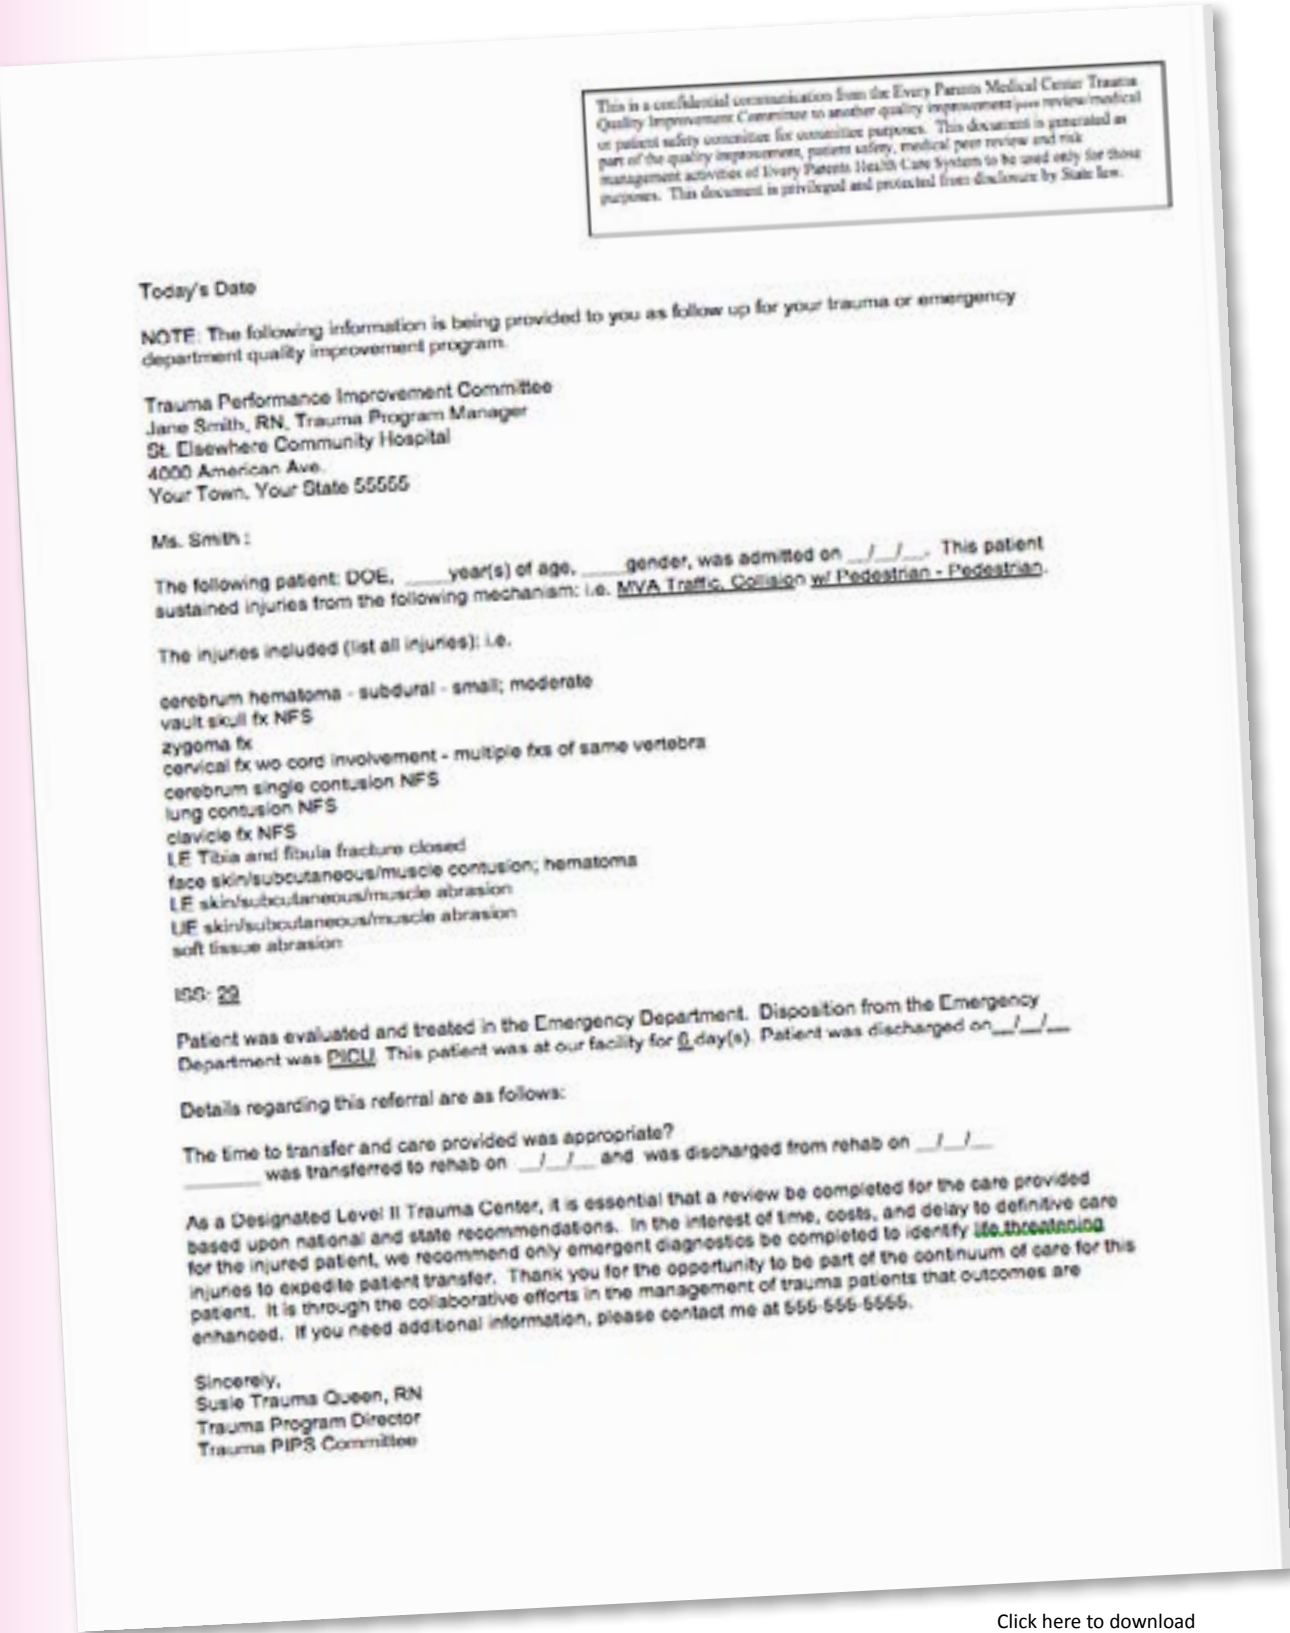 This is a confidential communication from the Every Parents Medical Center Trauma
Quality Improvement Committee to another quality improvement/peer review/medical
or patient safety committee for committee purposes.  This document is generated as
part of the quality improvement, patient safety, medical peer review and risk
management activities of Every Parents Health Care System to be used only for those
purposes.  This document is privileged and protected from disclosure by State law.
Today's Date
NOTE: The following information is being provided to you as follow up for your trauma or emergency
department quality improvement program.
Trauma Performance Improvement Committee
Jane Smith, RN, Trauma Program Manager
St. Elsewhere Community Hospital
4000 American Ave.
Your Town, Your State 55555
Ms. Smith :
The following patient: DOE, ____year(s) of age, ____gender, was admitted on __/__/__.  This patient
sustained injuries from the following mechanism: i.e. MVA Traffic, Collision w/ Pedestrian - Pedestrian.
The injuries included (list all injuries): i.e.
cerebrum hematoma - subdural - small; moderate
vault skull fx NFS
zygoma fx
cervical fx wo cord involvement - multiple fxs of same vertebra
cerebrum single contusion NFS
lung contusion NFS
clavicle fx NFS
LE Tibia and fibula fracture closed
face skin/subcutaneous/muscle contusion; hematoma
LE skin/subcutaneous/muscle abrasion
UE skin/subcutaneous/muscle abrasion
soft tissue abrasion
ISS: 29
Patient was evaluated and treated in the Emergency Department.  Disposition from the Emergency
Department was PICU. This patient was at our facility for 6 day(s). Patient was discharged on__/__/__
Details regarding this referral are as follows:
The time to transfer and care provided was appropriate?
_______ was transferred to rehab on __/__/__ and was discharged from rehab on __/__/__
As a Designated Level II Trauma Center, it is essential that a review be completed for the care provided
based upon national and state recommendations.  In the interest of time, costs, and delay to definitive care
for the injured patient, we recommend only emergent diagnostics be completed to identify life threatening
injuries to expedite patient transfer.  Thank you for the opportunity to be part of the continuum of care for this
patient.  It is through the collaborative efforts in the management of trauma patients that outcomes are
enhanced.  If you need additional information, please contact me at 555-555-5555.
Sincerely,
Susie Trauma Queen, RN
Trauma Program Director
Trauma PIPS Committee
Click here to download